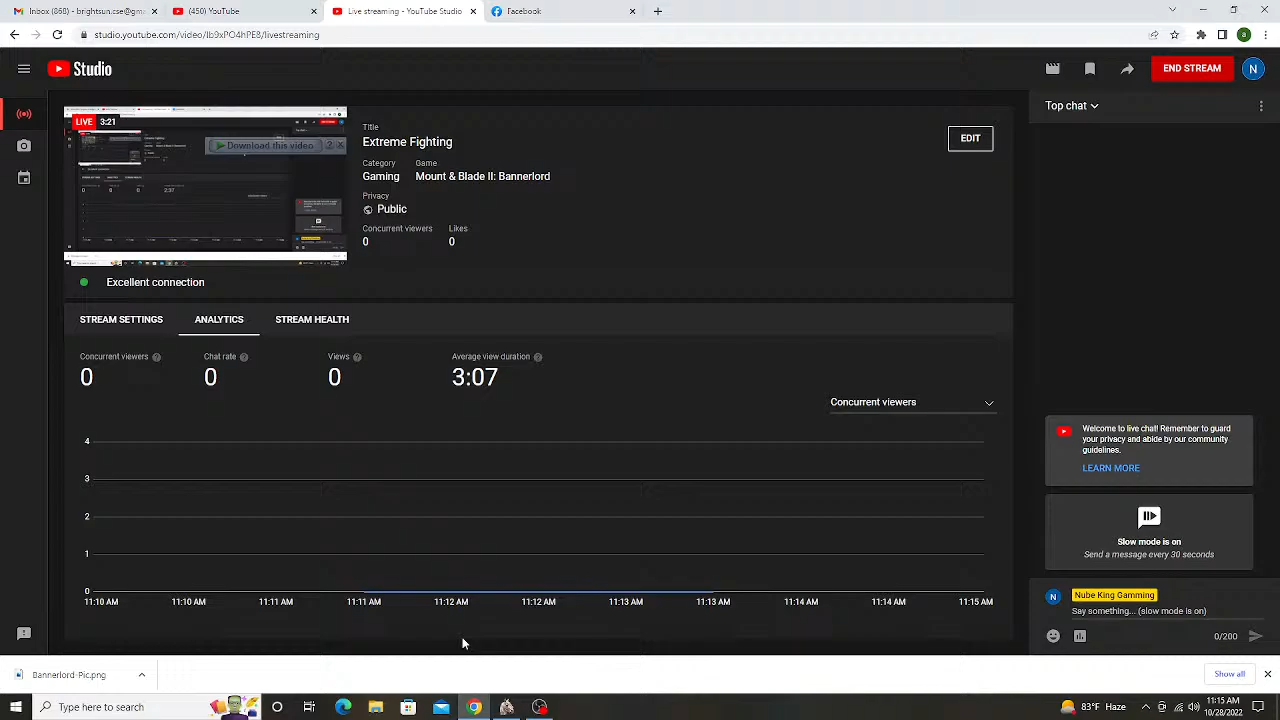 Inbox (868) - brightsun.cse@gm
(450) YouTube
Live streaming - YouTube Studio
Facebook
studio.youtube.com/video/Ib9xPO4hPE8/livestreaming
a
Studio
END STREAM
N
LIVE 3:21
Download this video
Title
Extreme Fighting
EDIT
Category Game
Gaming Mount & Blade II: Bannerlord
Privacy
Public
Concurrent viewers Likes
0 0
Top chat
Excellent connection
STREAM SETTINGS ANALYTICS STREAM HEALTH
Concurrent viewers Chat rate Views Average view duration
0 0 0 3:07
Concurrent viewers
4
3
2
1
0
11:10 AM 11:10 AM 11:11 AM 11:11 AM 11:12 AM 11:12 AM 11:13 AM 11:13 AM 11:14 AM 11:14 AM 11:15 AM
Welcome to live chat! Remember to guard
your privacy and abide by our community
guidelines.
LEARN MORE
Slow mode is on
Send a message every 30 seconds
N Nube King Gamming
Say something... (slow mode is on)
0/200
Bannerlord-Pic.png
Show all
Type here to search
83°F Haze
11:15 AM
10/28/2022